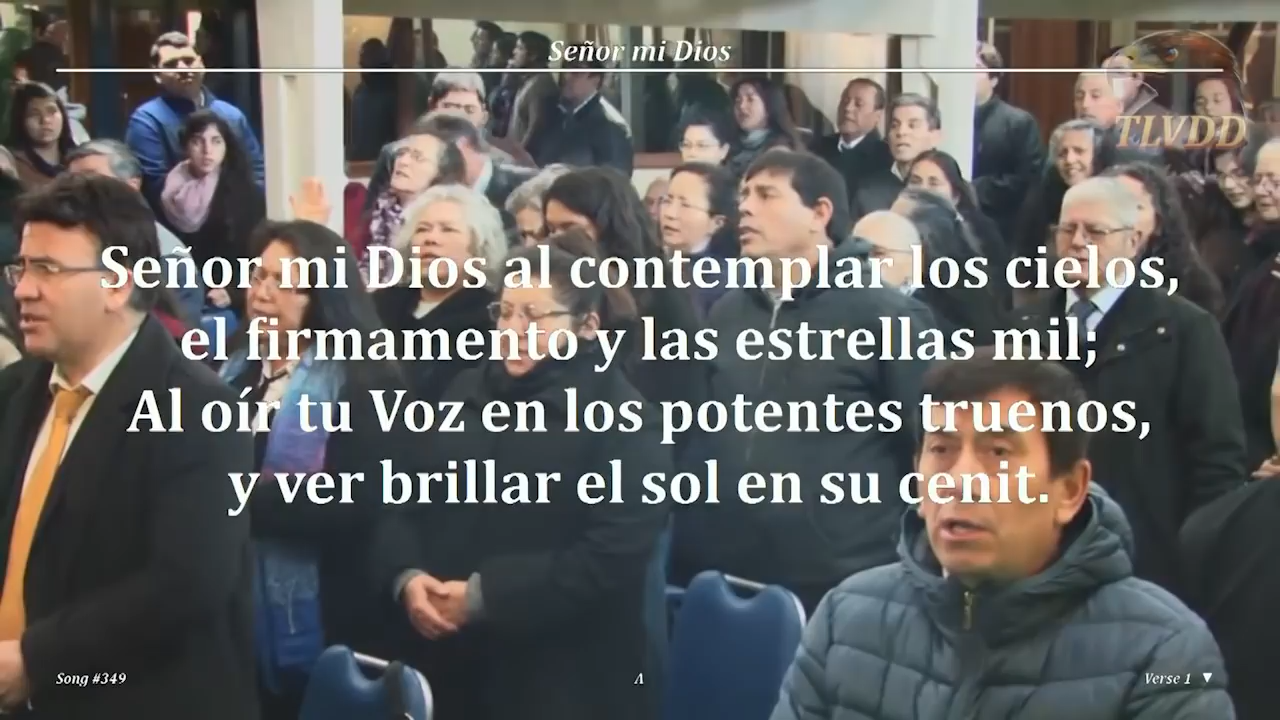 Señor mi Dios
TLVDD
Señor mi Dios al contemplar los cielos,
el firmamento y las estrellas mil;
Al oír tu Voz en los potentes truenos,
y ver brillar el sol en su cenit.
Song #349
Verse 1 ▼